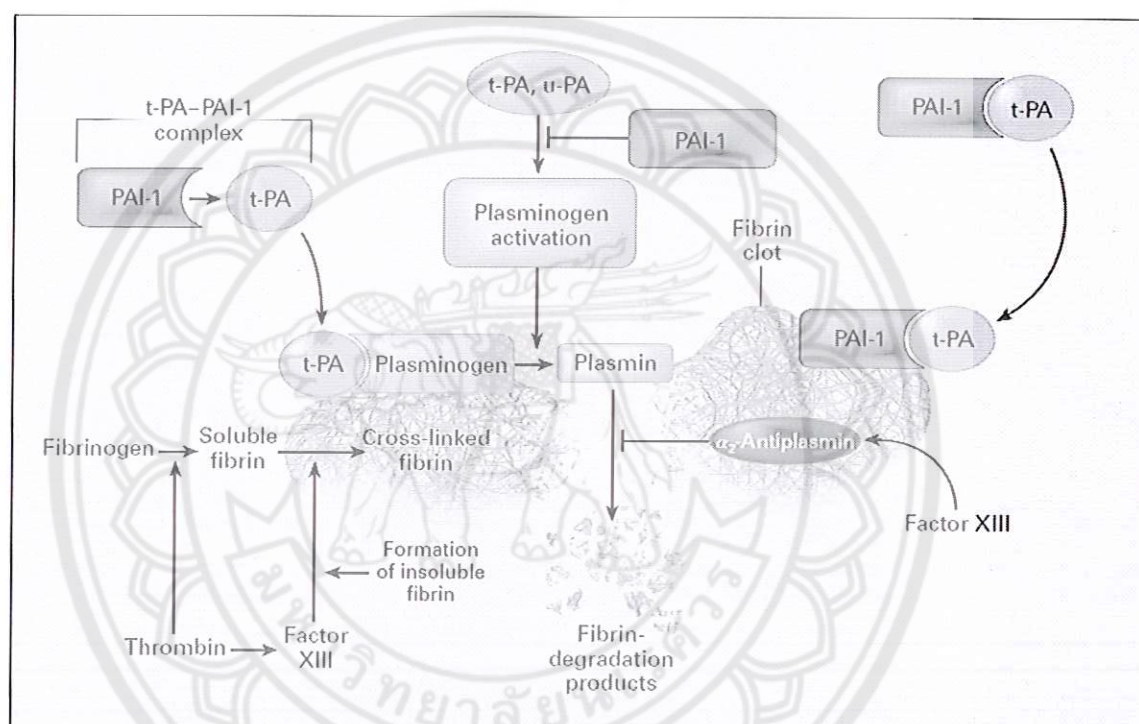 t-PA–PAI-1
complex
PAI-1
t-PA
t-PA, u-PA
PAI-1
Plasminogen
activation
PAI-1
t-PA
Fibrin
clot
PAI-1
t-PA
t-PA
Plasminogen
Plasmin
Fibrinogen
Soluble
fibrin
Cross-linked
fibrin
α₂-Antiplasmin
Factor XIII
Formation
of insoluble
fibrin
Thrombin
Factor
XIII
Fibrin-
degradation
products